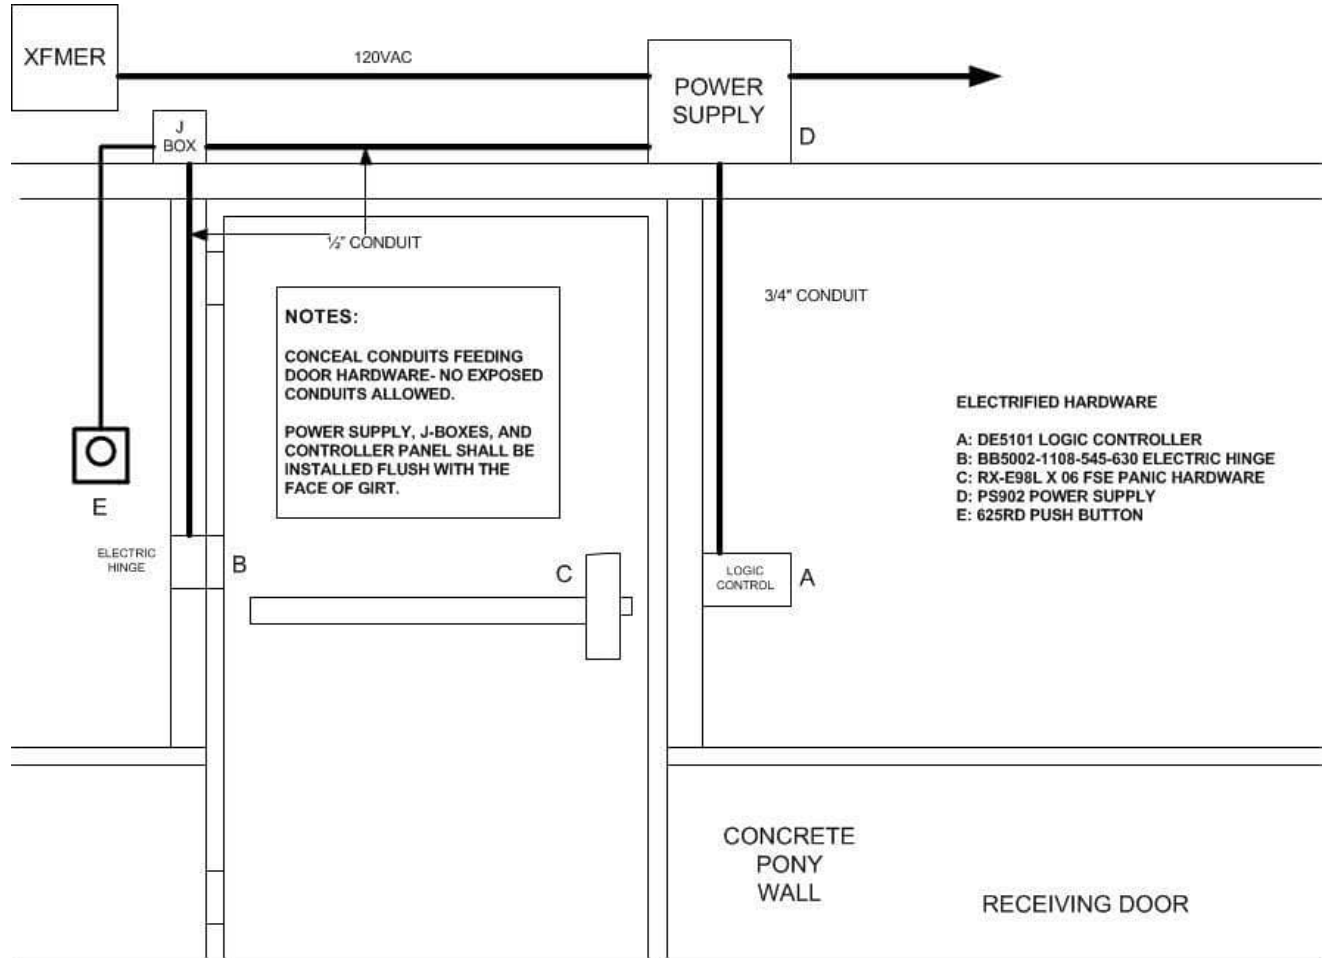 XFMER
120VAC
POWER
SUPPLY
D
J
BOX
½" CONDUIT
3/4" CONDUIT
NOTES:
CONCEAL CONDUITS FEEDING
DOOR HARDWARE- NO EXPOSED
CONDUITS ALLOWED.
POWER SUPPLY, J-BOXES, AND
CONTROLLER PANEL SHALL BE
INSTALLED FLUSH WITH THE
FACE OF GIRT.
ELECTRIFIED HARDWARE
A: DE5101 LOGIC CONTROLLER
B: BB5002-1108-545-630 ELECTRIC HINGE
C: RX-E98L X 06 FSE PANIC HARDWARE
D: PS902 POWER SUPPLY
E: 625RD PUSH BUTTON
E
ELECTRIC
HINGE
B
C
LOGIC
CONTROL
A
CONCRETE
PONY
WALL
RECEIVING DOOR